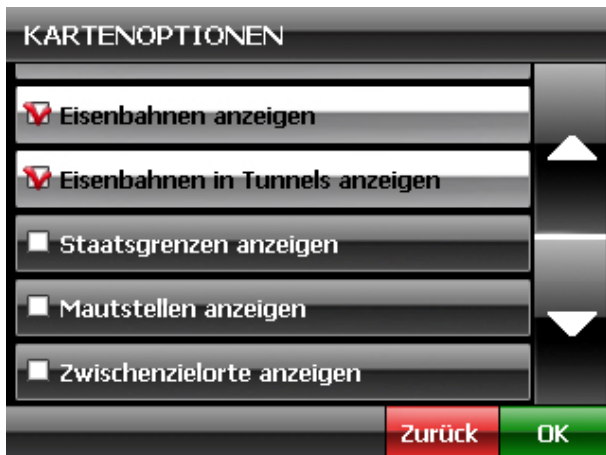 KARTENOPTIONEN
Eisenbahnen anzeigen
Eisenbahnen in Tunnels anzeigen
Staatsgrenzen anzeigen
Mautstellen anzeigen
Zwischenzielorte anzeigen
Zurück OK